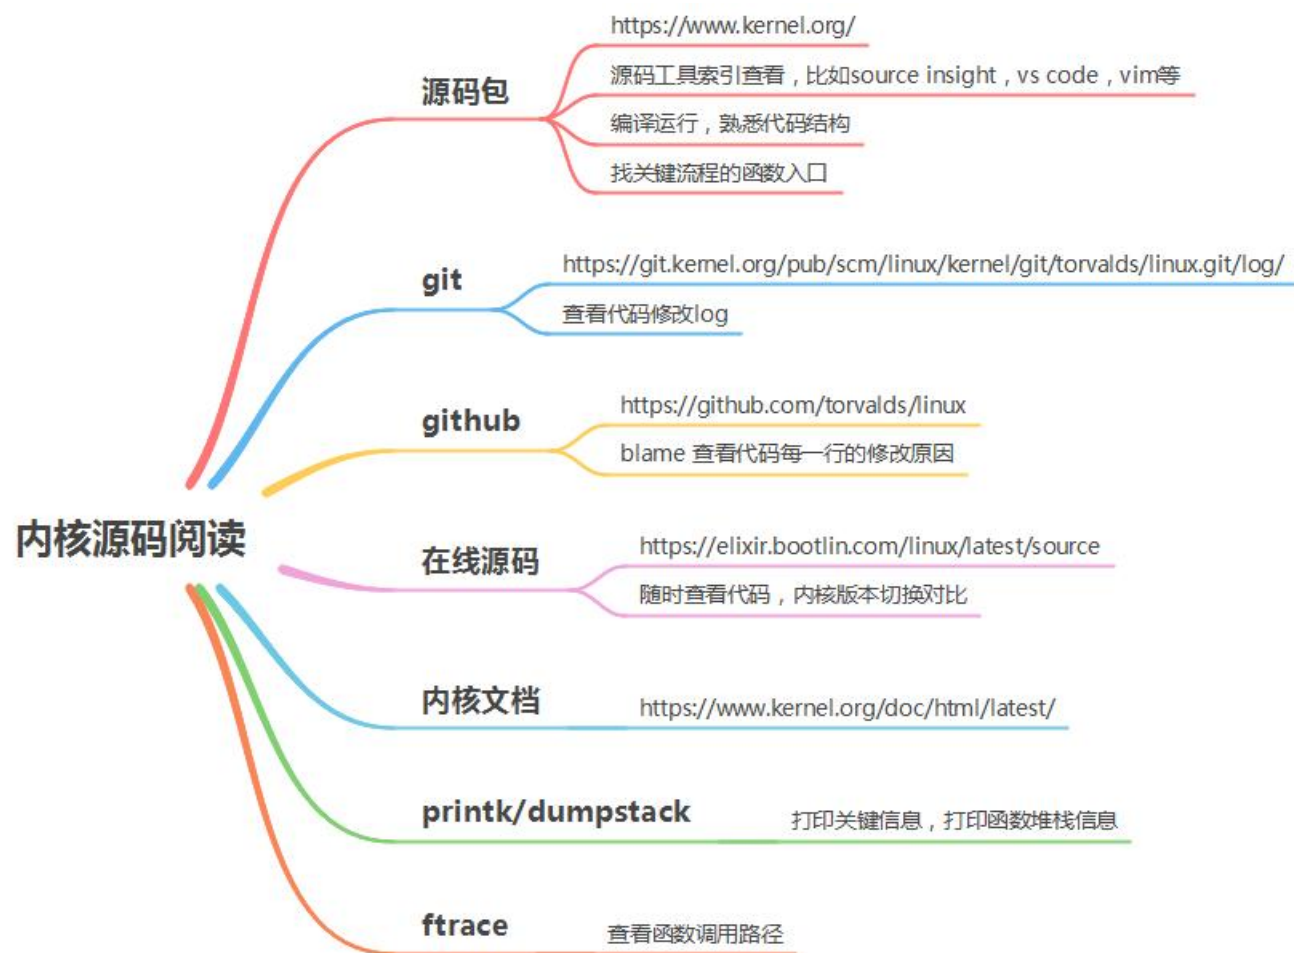 内核源码阅读
源码包
https://www.kernel.org/
源码工具索引查看，比如source insight，vs code，vim等
编译运行，熟悉代码结构
找关键流程的函数入口
git
https://git.kernel.org/pub/scm/linux/kernel/git/torvalds/linux.git/log/
查看代码修改log
github
https://github.com/torvalds/linux
blame 查看代码每一行的修改原因
在线源码
https://elixir.bootlin.com/linux/latest/source
随时查看代码，内核版本切换对比
内核文档
https://www.kernel.org/doc/html/latest/
printk/dumpstack
打印关键信息，打印函数堆栈信息
ftrace
查看函数调用路径